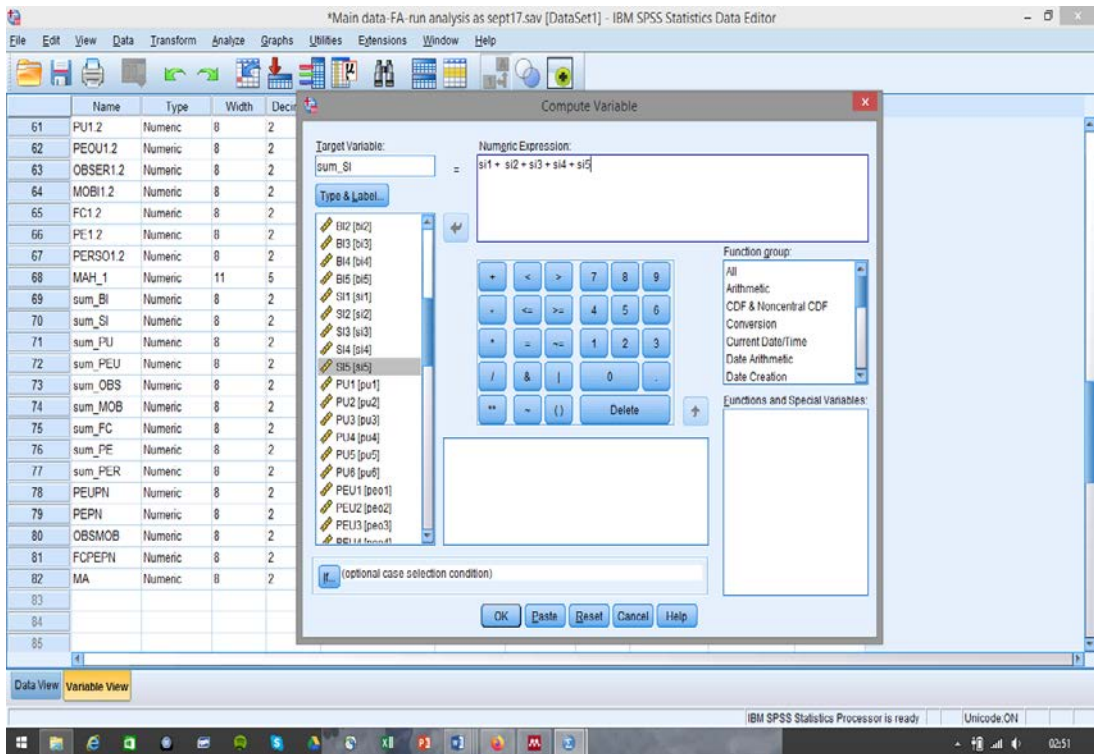 *Main data-FA-run analysis as sept17.sav [DataSet1] - IBM SPSS Statistics Data Editor
File Edit View Data Transform Analyze Graphs Utilities Extensions Window Help
Name Type Width Decir
61 PU1.2 Numeric 8 2
62 PEOU1.2 Numeric 8 2
63 OBSER1.2 Numeric 8 2
64 MOBI1.2 Numeric 8 2
65 FC1.2 Numeric 8 2
66 PE1.2 Numeric 8 2
67 PERSO1.2 Numeric 8 2
68 MAH_1 Numeric 11 5
69 sum_BI Numeric 8 2
70 sum_SI Numeric 8 2
71 sum_PU Numeric 8 2
72 sum_PEU Numeric 8 2
73 sum_OBS Numeric 8 2
74 sum_MOB Numeric 8 2
75 sum_FC Numeric 8 2
76 sum_PE Numeric 8 2
77 sum_PER Numeric 8 2
78 PEUPN Numeric 8 2
79 PEPN Numeric 8 2
80 OBSMOB Numeric 8 2
81 FCPEPN Numeric 8 2
82 MA Numeric 8 2
83
84
85
Compute Variable
Target Variable:
sum_SI
=
Numeric Expression:
si1 + si2 + si3 + si4 + si5
Type & Label...
BI2 [bi2]
BI3 [bi3]
BI4 [bi4]
BI5 [bi5]
SI1 [si1]
SI2 [si2]
SI3 [si3]
SI4 [si4]
SI5 [si5]
PU1 [pu1]
PU2 [pu2]
PU3 [pu3]
PU4 [pu4]
PU5 [pu5]
PU6 [pu6]
PEU1 [peo1]
PEU2 [peo2]
PEU3 [peo3]
+ < > 7 8 9
- <= >= 4 5 6
* = ~= 1 2 3
/ & | 0 .
** ~ () Delete
Function group:
All
Arithmetic
CDF & Noncentral CDF
Conversion
Current Date/Time
Date Arithmetic
Date Creation
Functions and Special Variables:
If... (optional case selection condition)
OK Paste Reset Cancel Help
Data View Variable View
IBM SPSS Statistics Processor is ready Unicode:ON
02:51